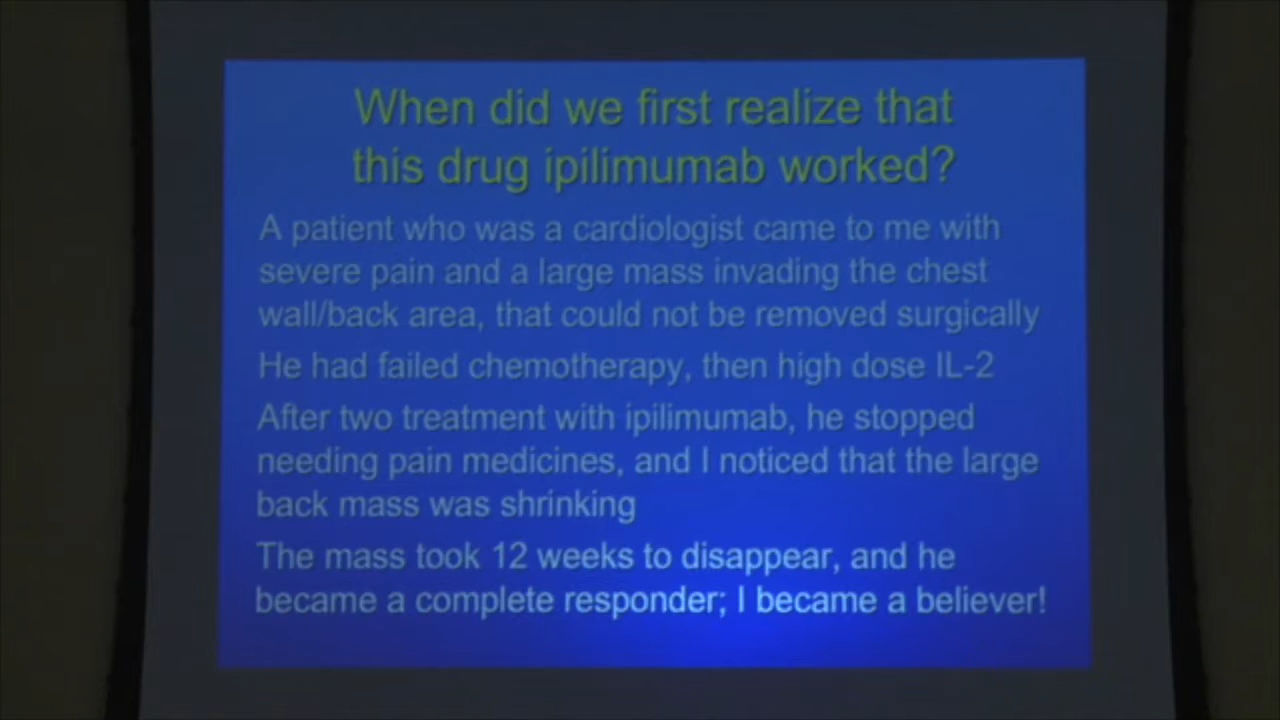 When did we first realize that
this drug ipilimumab worked?
A patient who was a cardiologist came to me with
severe pain and a large mass invading the chest
wall/back area, that could not be removed surgically
He had failed chemotherapy, then high dose IL-2
After two treatment with ipilimumab, he stopped
needing pain medicines, and I noticed that the large
back mass was shrinking
The mass took 12 weeks to disappear, and he
became a complete responder; I became a believer!